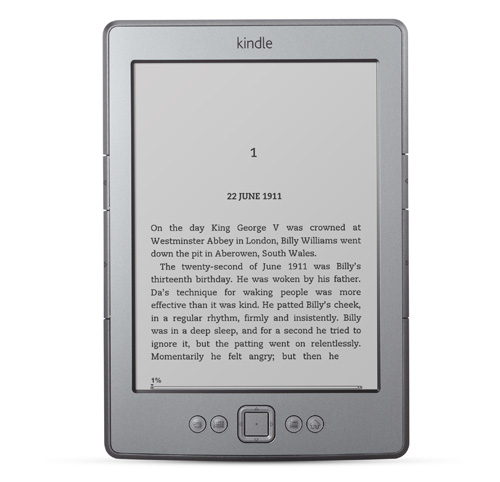 kindle
1
22 JUNE 1911
On the day King George V was crowned at
Westminster Abbey in London, Billy Williams went
down the pit in Aberowen, South Wales.
The twenty-second of June 1911 was Billy's
thirteenth birthday. He was woken by his father.
Da's technique for waking people was more
effective than it was kind. He patted Billy's cheek,
in a regular rhythm, firmly and insistently. Billy
was in a deep sleep, and for a second he tried to
ignore it, but the patting went on relentlessly.
Momentarily he felt angry; but then he
1%